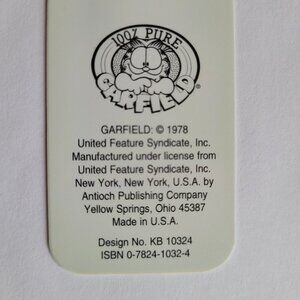 100% PURE
GARFIELD®
GARFIELD: © 1978
United Feature Syndicate, Inc.
Manufactured under license from
United Feature Syndicate, Inc.
New York, New York, U.S.A. by
Antioch Publishing Company
Yellow Springs, Ohio 45387
Made in U.S.A.
Design No. KB 10324
ISBN 0-7824-1032-4